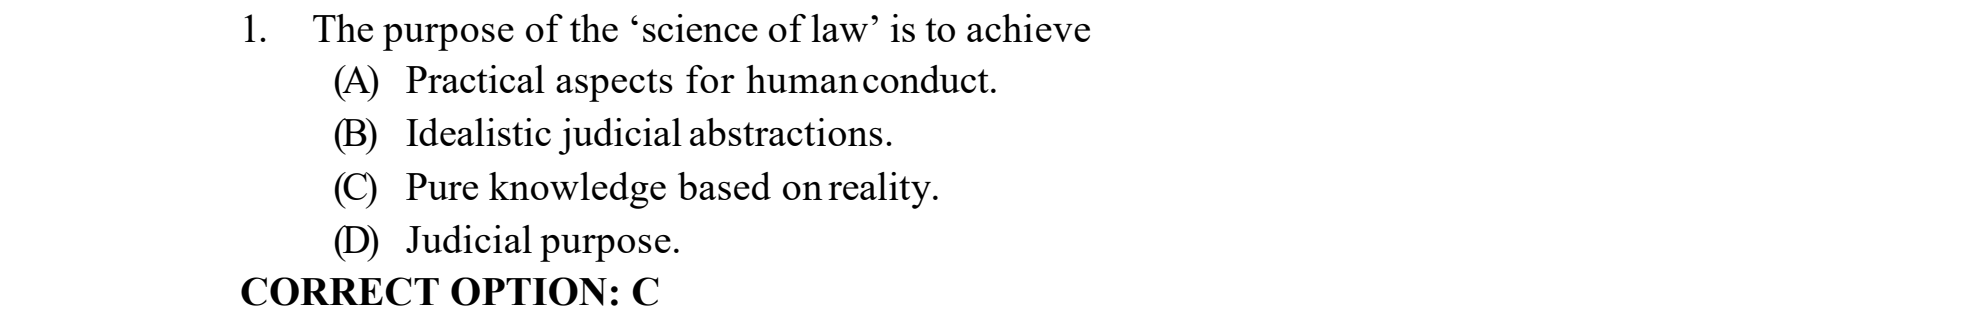 1. The purpose of the ‘science of law’ is to achieve
(A) Practical aspects for human conduct.
(B) Idealistic judicial abstractions.
(C) Pure knowledge based on reality.
(D) Judicial purpose.
CORRECT OPTION: C